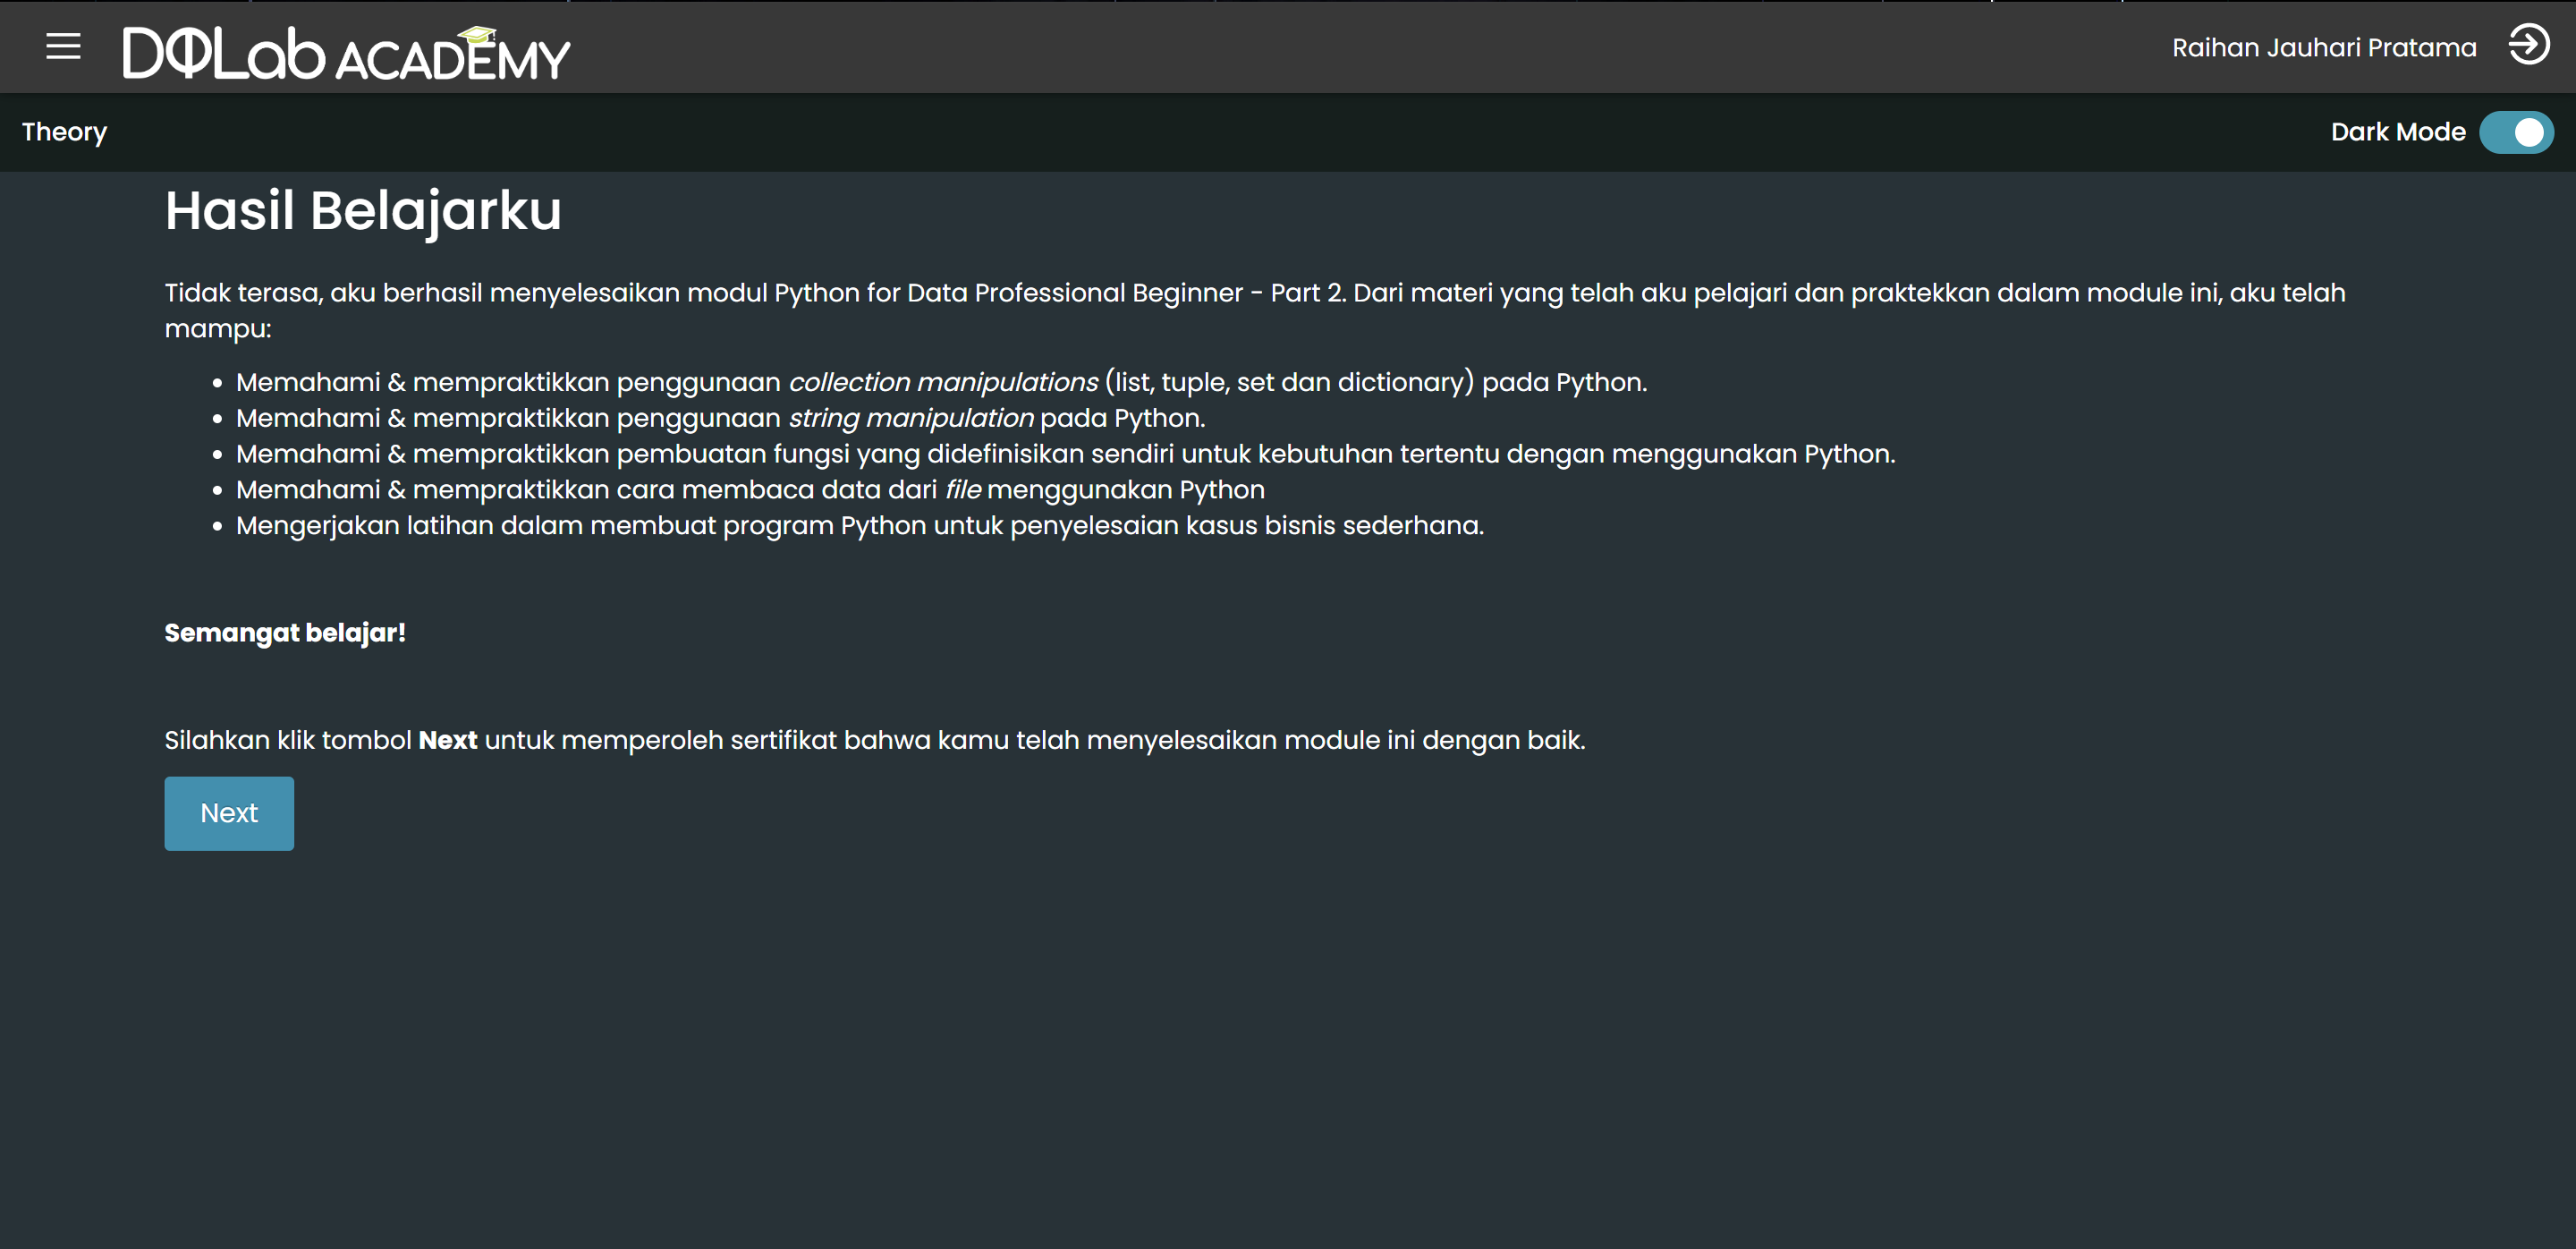 DQLab ACADEMY
Raihan Jauhari Pratama
Theory
Dark Mode
Hasil Belajarku
Tidak terasa, aku berhasil menyelesaikan modul Python for Data Professional Beginner - Part 2. Dari materi yang telah aku pelajari dan praktekkan dalam module ini, aku telah
mampu:
• Memahami & mempraktikkan penggunaan collection manipulations (list, tuple, set dan dictionary) pada Python.
• Memahami & mempraktikkan penggunaan string manipulation pada Python.
• Memahami & mempraktikkan pembuatan fungsi yang didefinisikan sendiri untuk kebutuhan tertentu dengan menggunakan Python.
• Memahami & mempraktikkan cara membaca data dari file menggunakan Python
• Mengerjakan latihan dalam membuat program Python untuk penyelesaian kasus bisnis sederhana.
Semangat belajar!
Silahkan klik tombol Next untuk memperoleh sertifikat bahwa kamu telah menyelesaikan module ini dengan baik.
Next